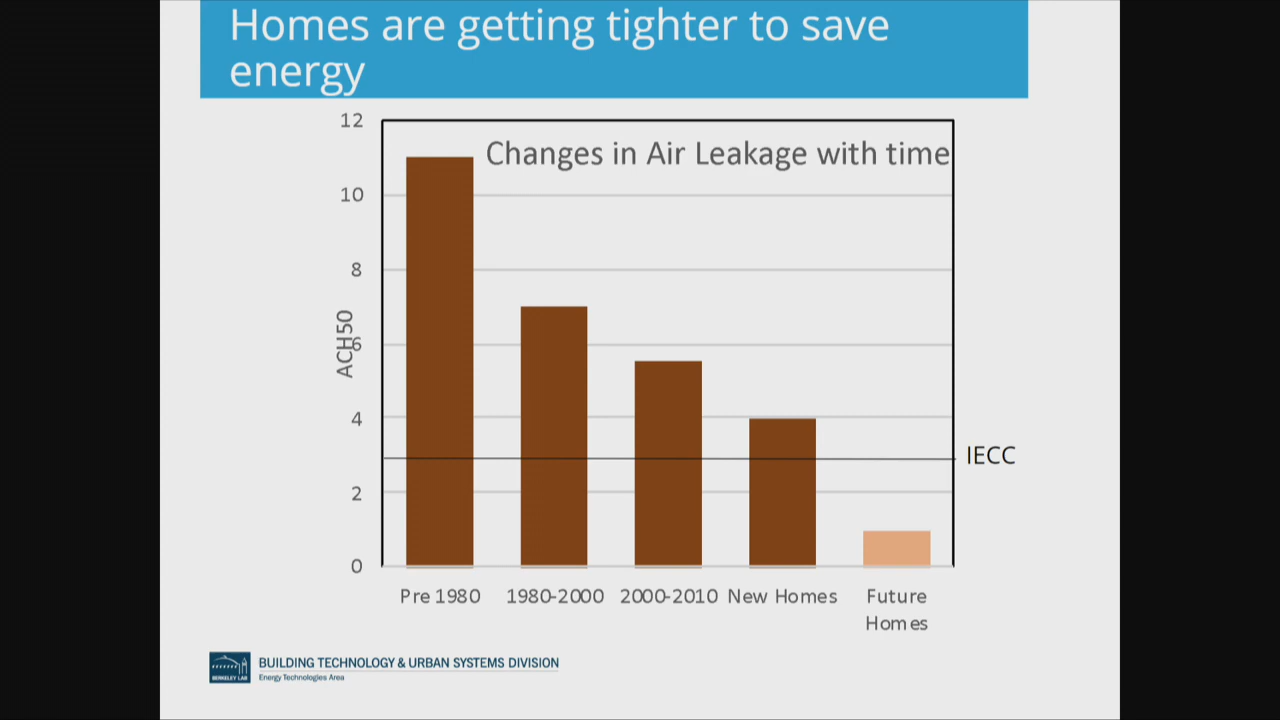 Homes are getting tighter to save
energy
Changes in Air Leakage with time
12
10
8
6
4
2
0
ACH50
IECC
Pre 1980
1980-2000
2000-2010
New Homes
Future
Homes
BERKELEY LAB
BUILDING TECHNOLOGY & URBAN SYSTEMS DIVISION
Energy Technologies Area